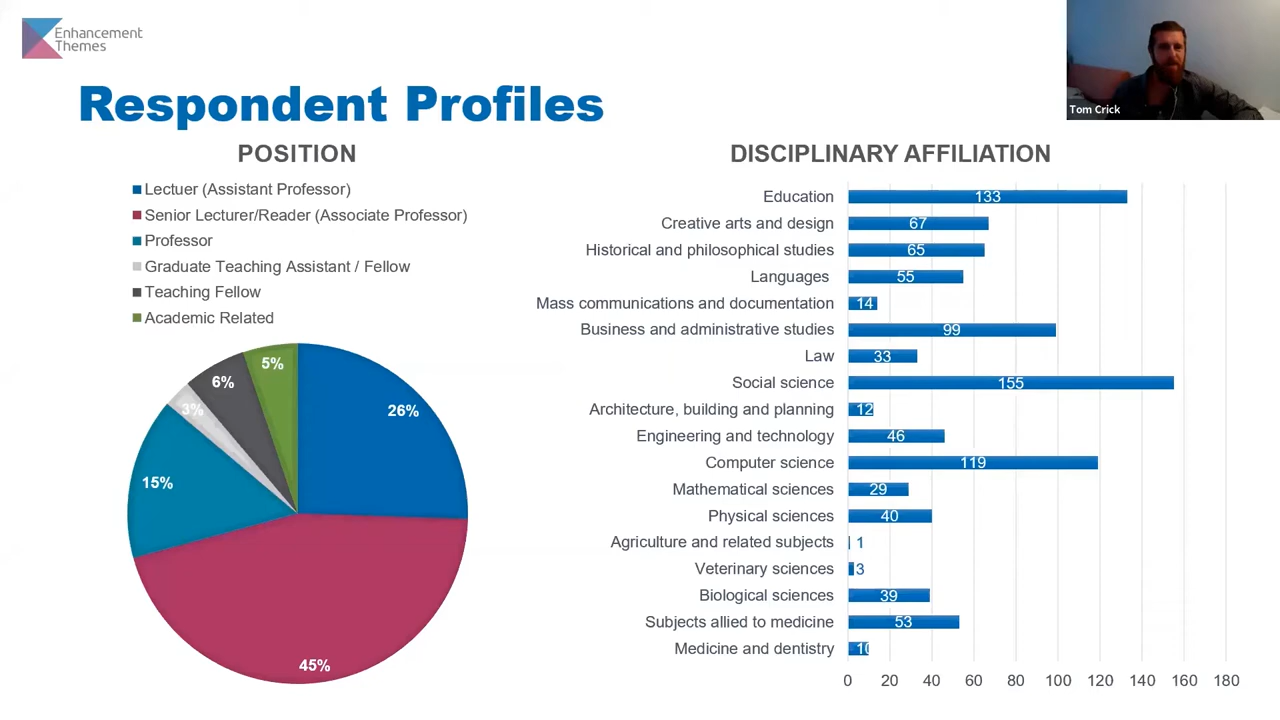 Enhancement
Themes
Tom Crick
Respondent Profiles
POSITION
Lectuer (Assistant Professor)
Senior Lecturer/Reader (Associate Professor)
Professor
Graduate Teaching Assistant / Fellow
Teaching Fellow
Academic Related
5%
6%
3%
26%
15%
45%
DISCIPLINARY AFFILIATION
Education 133
Creative arts and design 67
Historical and philosophical studies 65
Languages 55
Mass communications and documentation 14
Business and administrative studies 99
Law 33
Social science 155
Architecture, building and planning 12
Engineering and technology 46
Computer science 119
Mathematical sciences 29
Physical sciences 40
Agriculture and related subjects 1
Veterinary sciences 3
Biological sciences 39
Subjects allied to medicine 53
Medicine and dentistry 10
0 20 40 60 80 100 120 140 160 180